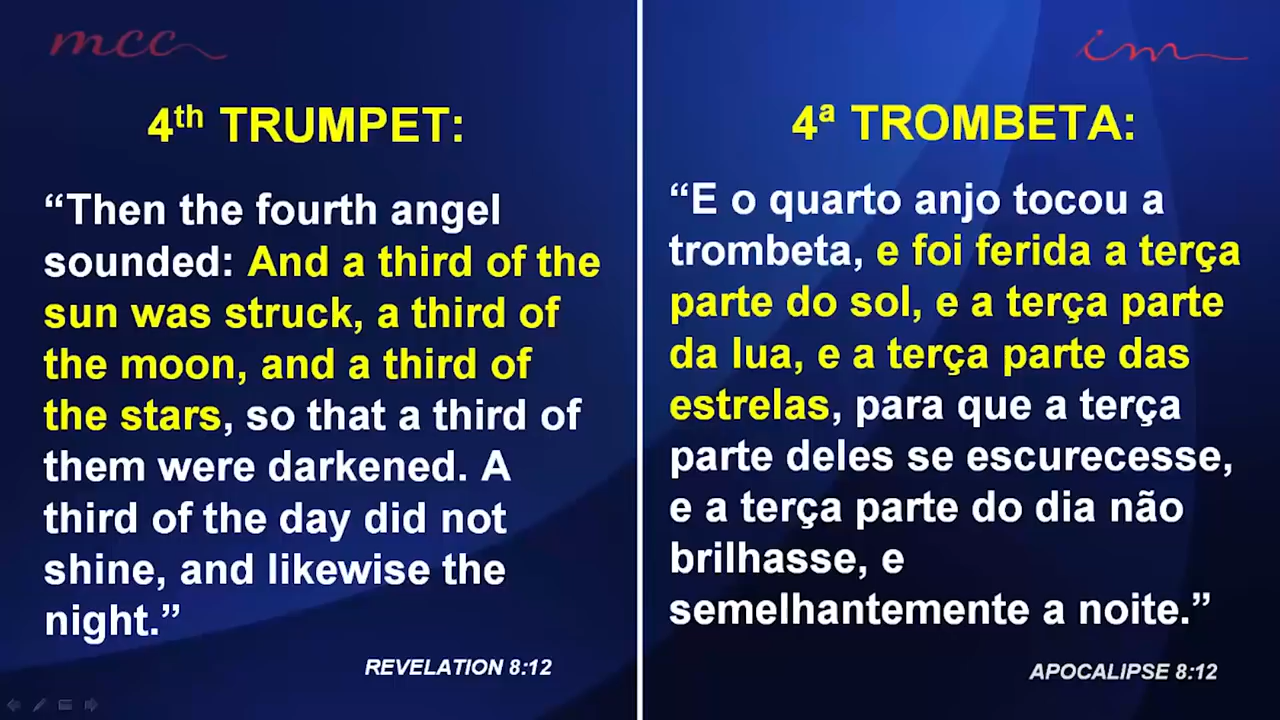 mcc
4th TRUMPET:
“Then the fourth angel
sounded: And a third of the
sun was struck, a third of
the moon, and a third of
the stars, so that a third of
them were darkened. A
third of the day did not
shine, and likewise the
night.”
REVELATION 8:12
im
4ª TROMBETA:
“E o quarto anjo tocou a
trombeta, e foi ferida a terça
parte do sol, e a terça parte
da lua, e a terça parte das
estrelas, para que a terça
parte deles se escurecesse,
e a terça parte do dia não
brilhasse, e
semelhantemente a noite.”
APOCALIPSE 8:12